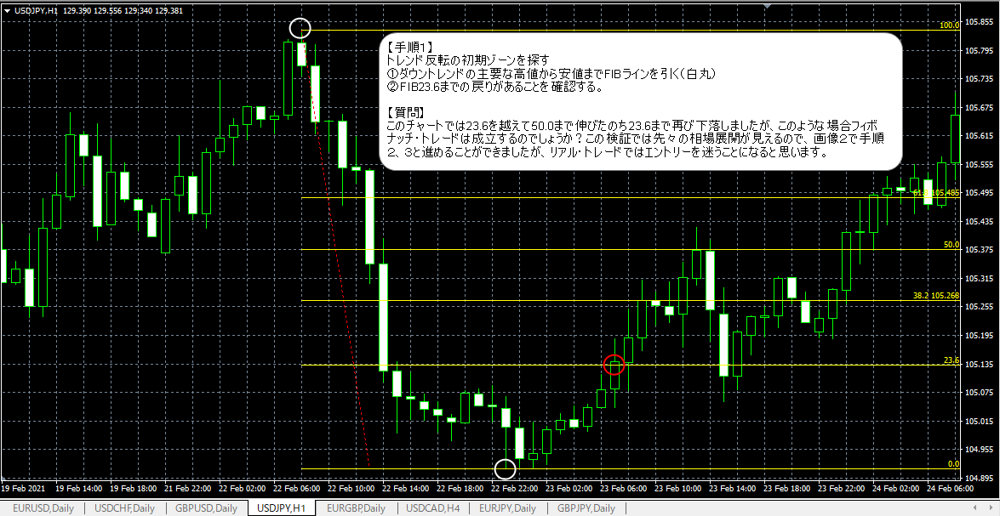 USDJPY,H1 129.390 129.556 129.340 129.381
【手順1】
トレンド反転の初期ゾーンを探す
①ダウントレンドの主要な高値から安値までFIBラインを引く(白丸)
②FIB23.6までの戻りがあることを確認する。
【質問】
このチャートでは23.6を越えて50.0まで伸びたのち23.6まで再び下落しましたが、このような場合フィボ
ナッチ・トレードは成立するのでしょうか？この検証では先々の相場展開が見えるので、画像2で手順
2、3と進めることができましたが、リアル・トレードではエントリーを迷うことになると思います。
100.0
61.8 105.485
50.0
38.2 105.268
23.6
0.0
105.855
105.795
105.735
105.675
105.615
105.555
105.495
105.435
105.375
105.315
105.255
105.195
105.135
105.075
105.015
104.955
104.895
19 Feb 2021 19 Feb 14:00 19 Feb 18:00 21 Feb 22:00 22 Feb 02:00 22 Feb 06:00 22 Feb 10:00 22 Feb 14:00 22 Feb 18:00 22 Feb 22:00 23 Feb 02:00 23 Feb 06:00 23 Feb 10:00 23 Feb 14:00 23 Feb 18:00 23 Feb 22:00 24 Feb 02:00 24 Feb 06:00
EURUSD,Daily USDCHF,Daily GBPUSD,Daily USDJPY,H1 EURGBP,Daily USDCAD,H4 EURJPY,Daily GBPJPY,Daily